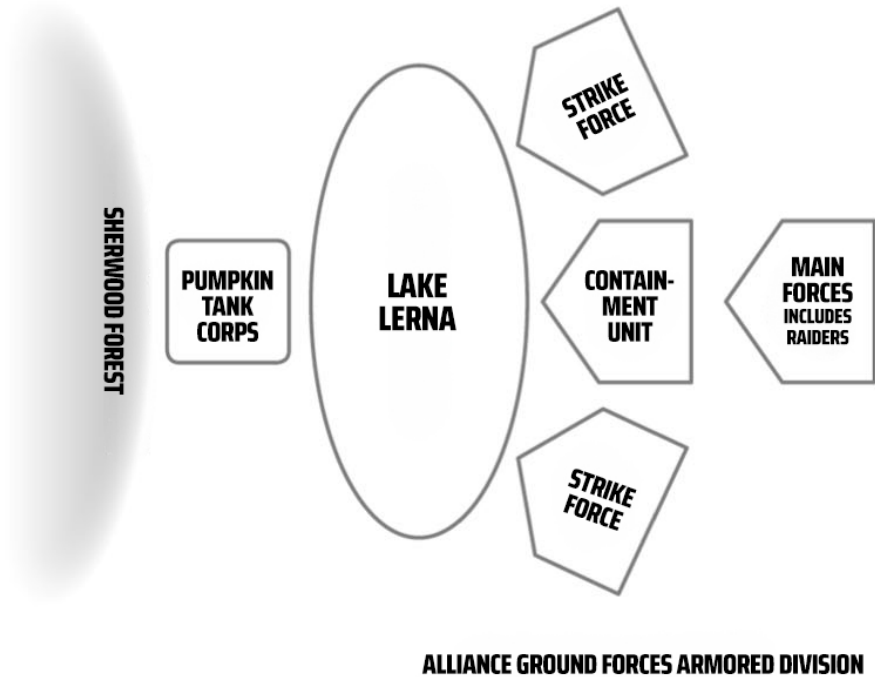 SHERWOOD FOREST
PUMPKIN
TANK
CORPS
LAKE
LERNA
STRIKE
FORCE
CONTAIN-
MENT
UNIT
MAIN
FORCES
INCLUDES
RAIDERS
STRIKE
FORCE
ALLIANCE GROUND FORCES ARMORED DIVISION